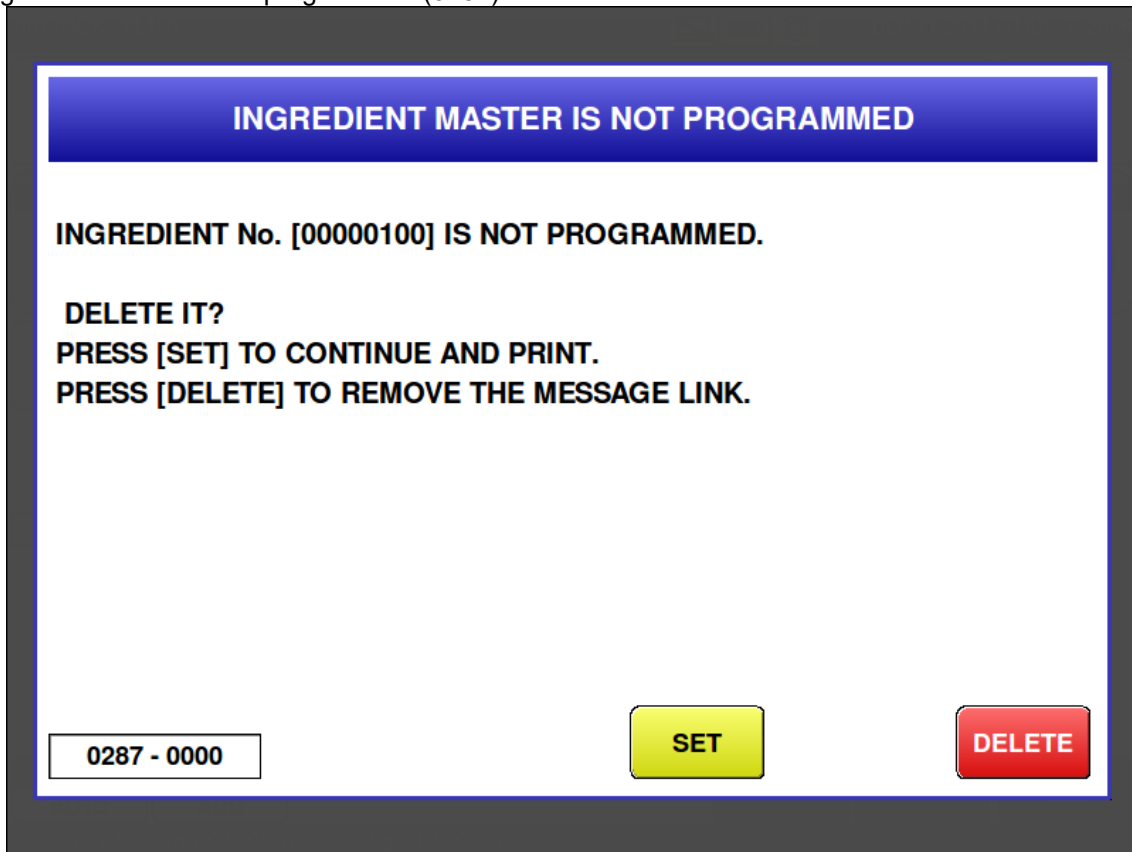 INGREDIENT MASTER IS NOT PROGRAMMED
INGREDIENT No. [00000100] IS NOT PROGRAMMED.
DELETE IT?
PRESS [SET] TO CONTINUE AND PRINT.
PRESS [DELETE] TO REMOVE THE MESSAGE LINK.
0287 - 0000
SET
DELETE